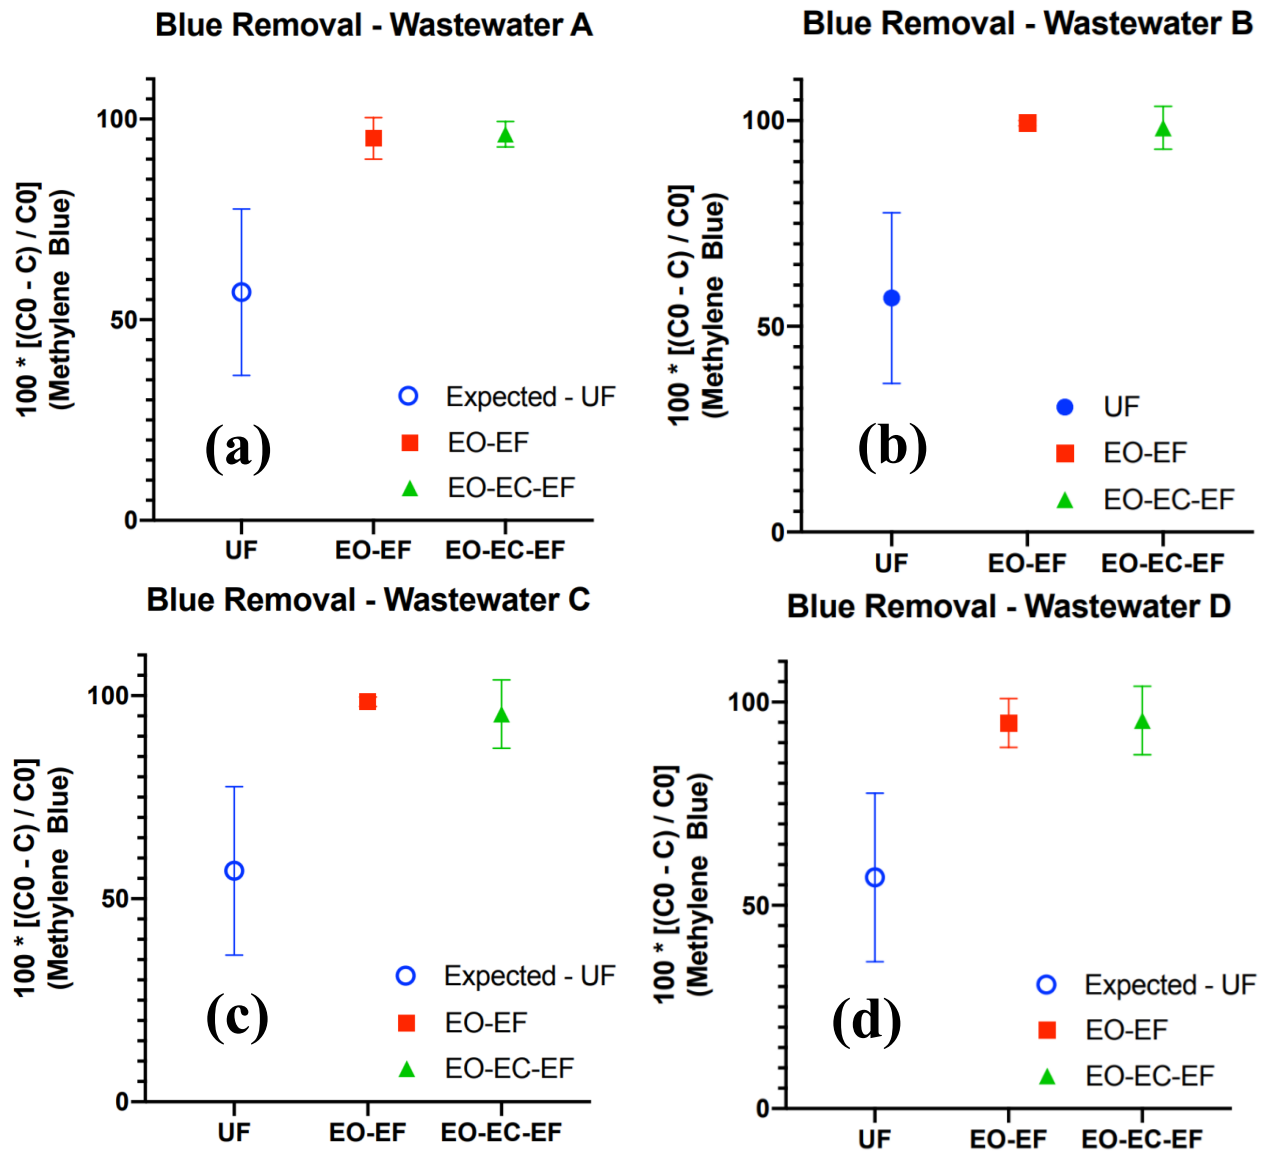 Blue Removal - Wastewater A
100 * [(C0 - C) / C0]
(Methylene Blue)
100
50
0
Expected - UF
EO-EF
EO-EC-EF
(a)
UF
EO-EF
EO-EC-EF
Blue Removal - Wastewater B
100 * [(C0 - C) / C0]
(Methylene Blue)
100
50
0
UF
EO-EF
EO-EC-EF
(b)
UF
EO-EF
EO-EC-EF
Blue Removal - Wastewater C
100 * [(C0 - C) / C0]
(Methylene Blue)
100
50
0
Expected - UF
EO-EF
EO-EC-EF
(c)
UF
EO-EF
EO-EC-EF
Blue Removal - Wastewater D
100 * [(C0 - C) / C0]
(Methylene Blue)
100
50
0
Expected - UF
EO-EF
EO-EC-EF
(d)
UF
EO-EF
EO-EC-EF